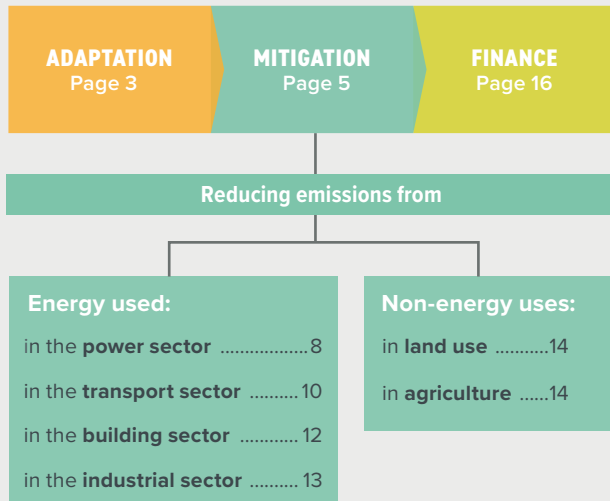 ADAPTATION
Page 3
MITIGATION
Page 5
FINANCE
Page 16
Reducing emissions from
Energy used:
in the power sector ..................8
in the transport sector ..........10
in the building sector ............12
in the industrial sector ..........13
Non-energy uses:
in land use ...........14
in agriculture ......14